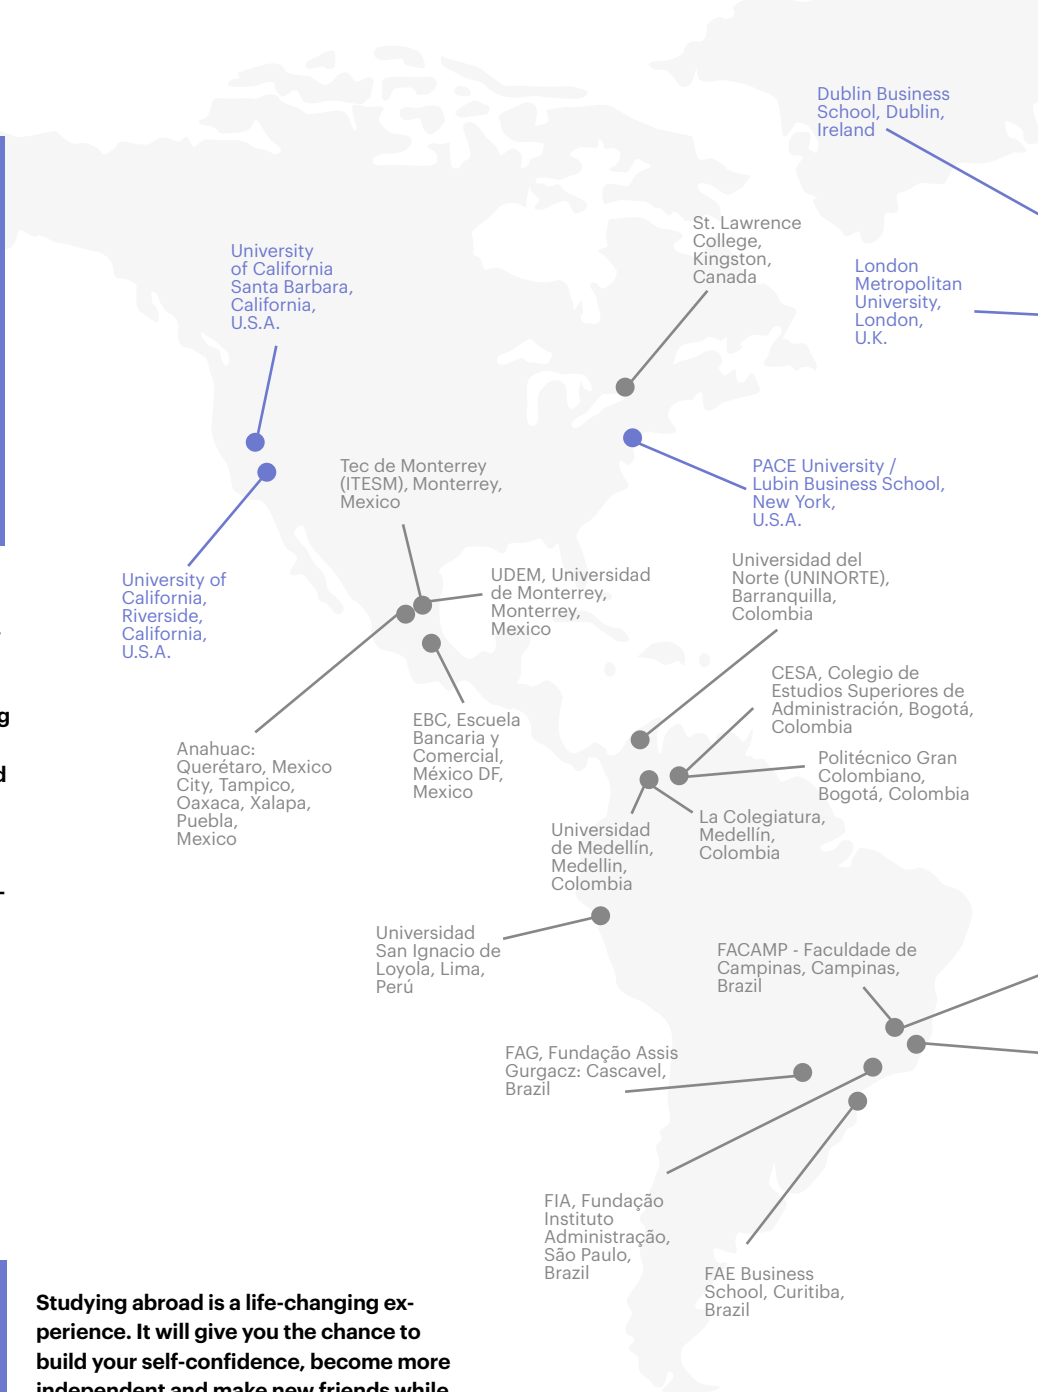 Dublin Business
School, Dublin,
Ireland
St. Lawrence
College,
Kingston,
Canada
University
of California
Santa Barbara,
California,
U.S.A.
London
Metropolitan
University,
London,
U.K.
Tec de Monterrey
(ITESM), Monterrey,
Mexico
PACE University /
Lubin Business School,
New York,
U.S.A.
University of
California,
Riverside,
California,
U.S.A.
UDEM, Universidad
de Monterrey,
Monterrey,
Mexico
Universidad del
Norte (UNINORTE),
Barranquilla,
Colombia
CESA, Colegio de
Estudios Superiores de
Administración, Bogotá,
Colombia
g
d
-
EBC, Escuela
Bancaria y
Comercial,
México DF,
Mexico
Anahuac:
Querétaro, Mexico
City, Tampico,
Oaxaca, Xalapa,
Puebla,
Mexico
Politécnico Gran
Colombiano,
Bogotá, Colombia
La Colegiatura,
Medellín,
Colombia
Universidad
de Medellín,
Medellin,
Colombia
Universidad
San Ignacio de
Loyola, Lima,
Perú
FACAMP - Faculdade de
Campinas, Campinas,
Brazil
FAG, Fundação Assis
Gurgacz: Cascavel,
Brazil
FIA, Fundação
Instituto
Administração,
São Paulo,
Brazil
FAE Business
School, Curitiba,
Brazil
Studying abroad is a life-changing ex-
perience. It will give you the chance to
build your self-confidence, become more
independent and make new friends while